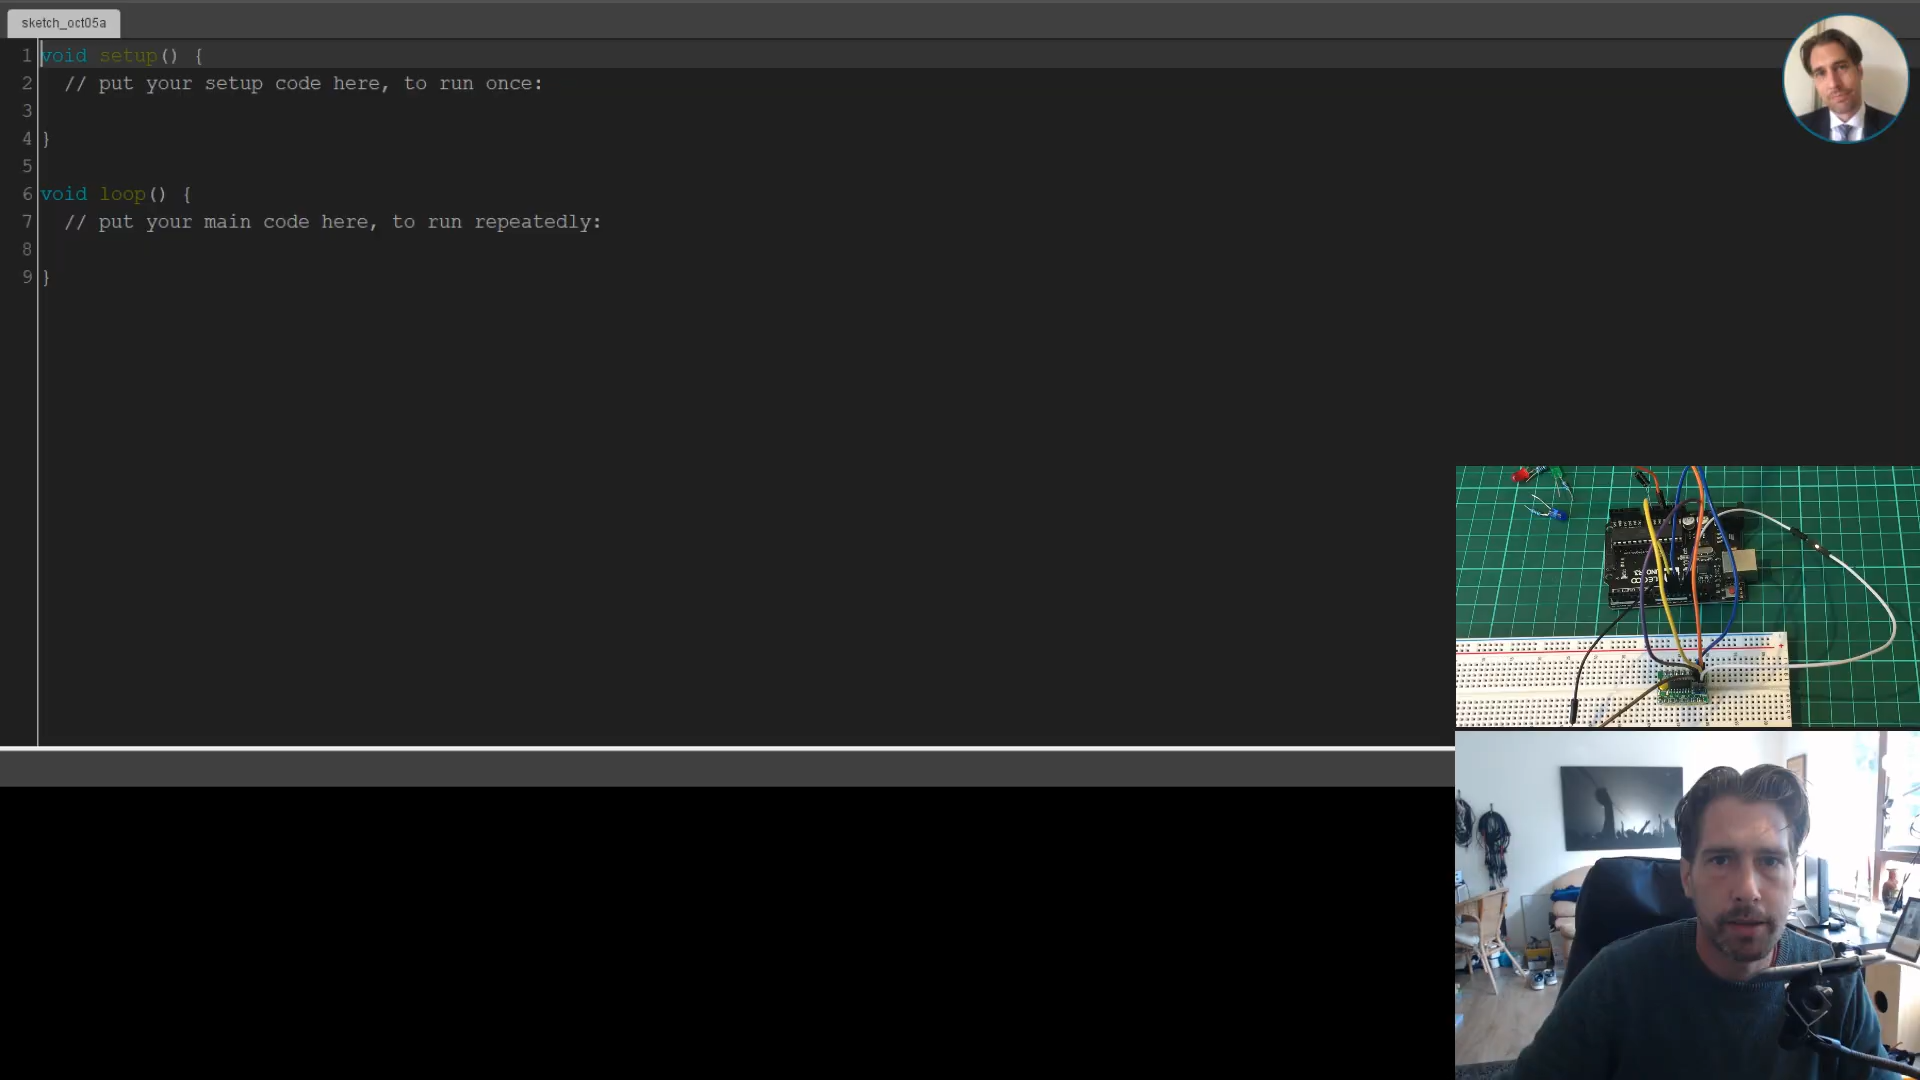 sketch_oct05a
1 void setup() {
2 // put your setup code here, to run once:
3
4 }
5
6 void loop() {
7 // put your main code here, to run repeatedly:
8
9 }